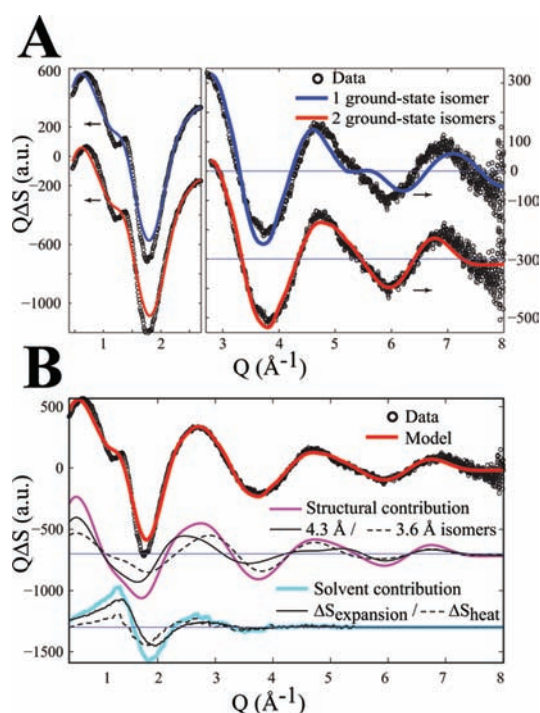 A
600
200
-200
-600
-1000
QΔS (a.u.)
Data
1 ground-state isomer
2 ground-state isomers
300
100
0
-100
-300
-500
1 2 3 4 5 6 7 8
Q (Å-1)
B
500
0
-500
-1000
-1500
QΔS (a.u.)
Data
Model
Structural contribution
4.3 Å / 3.6 Å isomers
Solvent contribution
ΔSexpansion / ΔSheat
1 2 3 4 5 6 7 8
Q (Å-1)